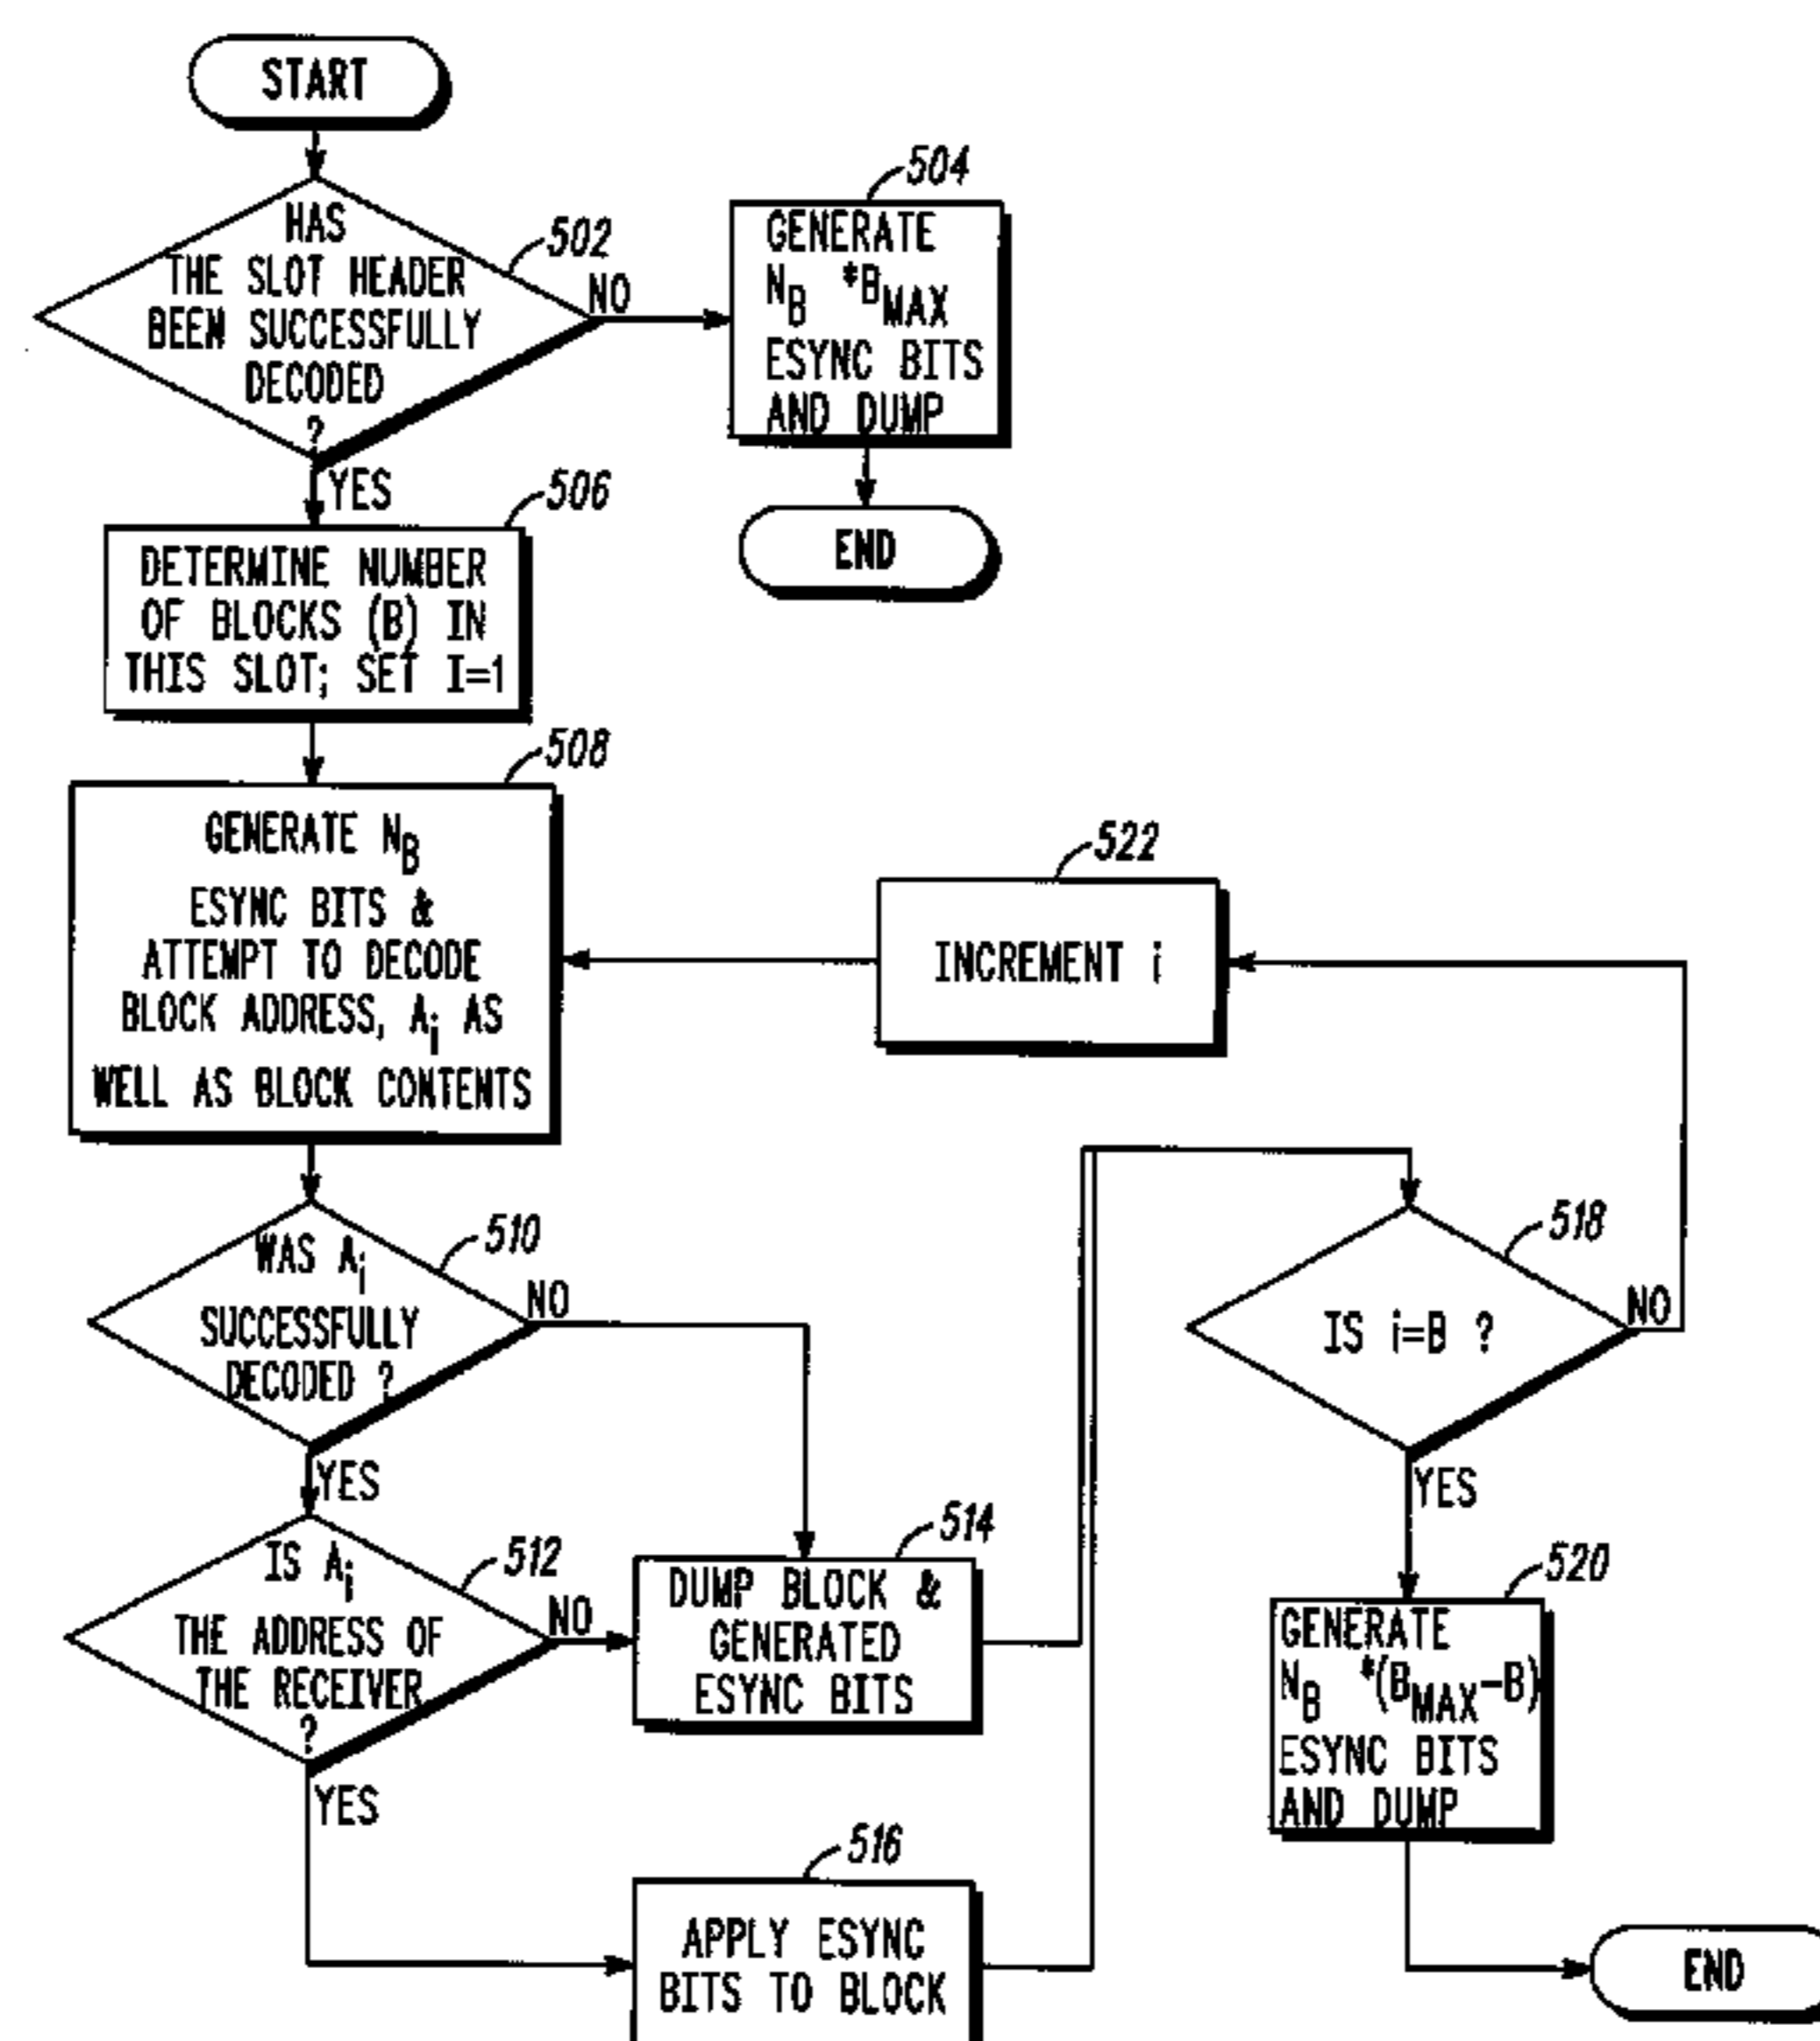 START
HAS
THE SLOT HEADER
BEEN SUCCESSFULLY
DECODED
?
502
NO
YES
504
GENERATE
N_B *B_MAX
ESYNC BITS
AND DUMP
END
506
DETERMINE NUMBER
OF BLOCKS (B) IN
THIS SLOT; SET I=1
508
GENERATE N_B
ESYNC BITS &
ATTEMPT TO DECODE
BLOCK ADDRESS, A_i AS
WELL AS BLOCK CONTENTS
522
INCREMENT i
510
WAS A_i
SUCCESSFULLY
DECODED ?
NO
YES
512
IS A_i
THE ADDRESS OF
THE RECEIVER
?
NO
YES
514
DUMP BLOCK &
GENERATED
ESYNC BITS
516
APPLY ESYNC
BITS TO BLOCK
518
IS i=B ?
NO
YES
520
GENERATE
N_B *(B_MAX-B)
ESYNC BITS
AND DUMP
END